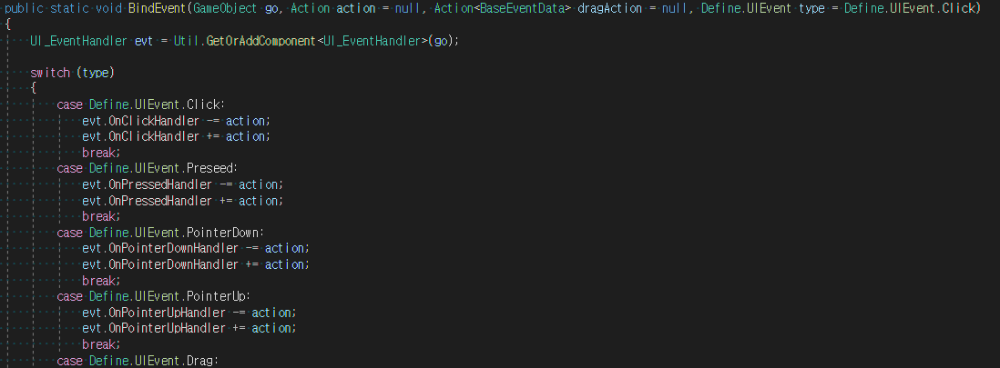 public static void BindEvent(GameObject go, Action action = null, Action<BaseEventData> dragAction = null, Define.UIEvent type = Define.UIEvent.Click)
{
UI_EventHandler evt = Util.GetOrAddComponent<UI_EventHandler>(go);
switch (type)
{
case Define.UIEvent.Click:
evt.OnClickHandler -= action;
evt.OnClickHandler += action;
break;
case Define.UIEvent.Preseed:
evt.OnPressedHandler -= action;
evt.OnPressedHandler += action;
break;
case Define.UIEvent.PointerDown:
evt.OnPointerDownHandler -= action;
evt.OnPointerDownHandler += action;
break;
case Define.UIEvent.PointerUp:
evt.OnPointerUpHandler -= action;
evt.OnPointerUpHandler += action;
break;
case Define.UIEvent.Drag: